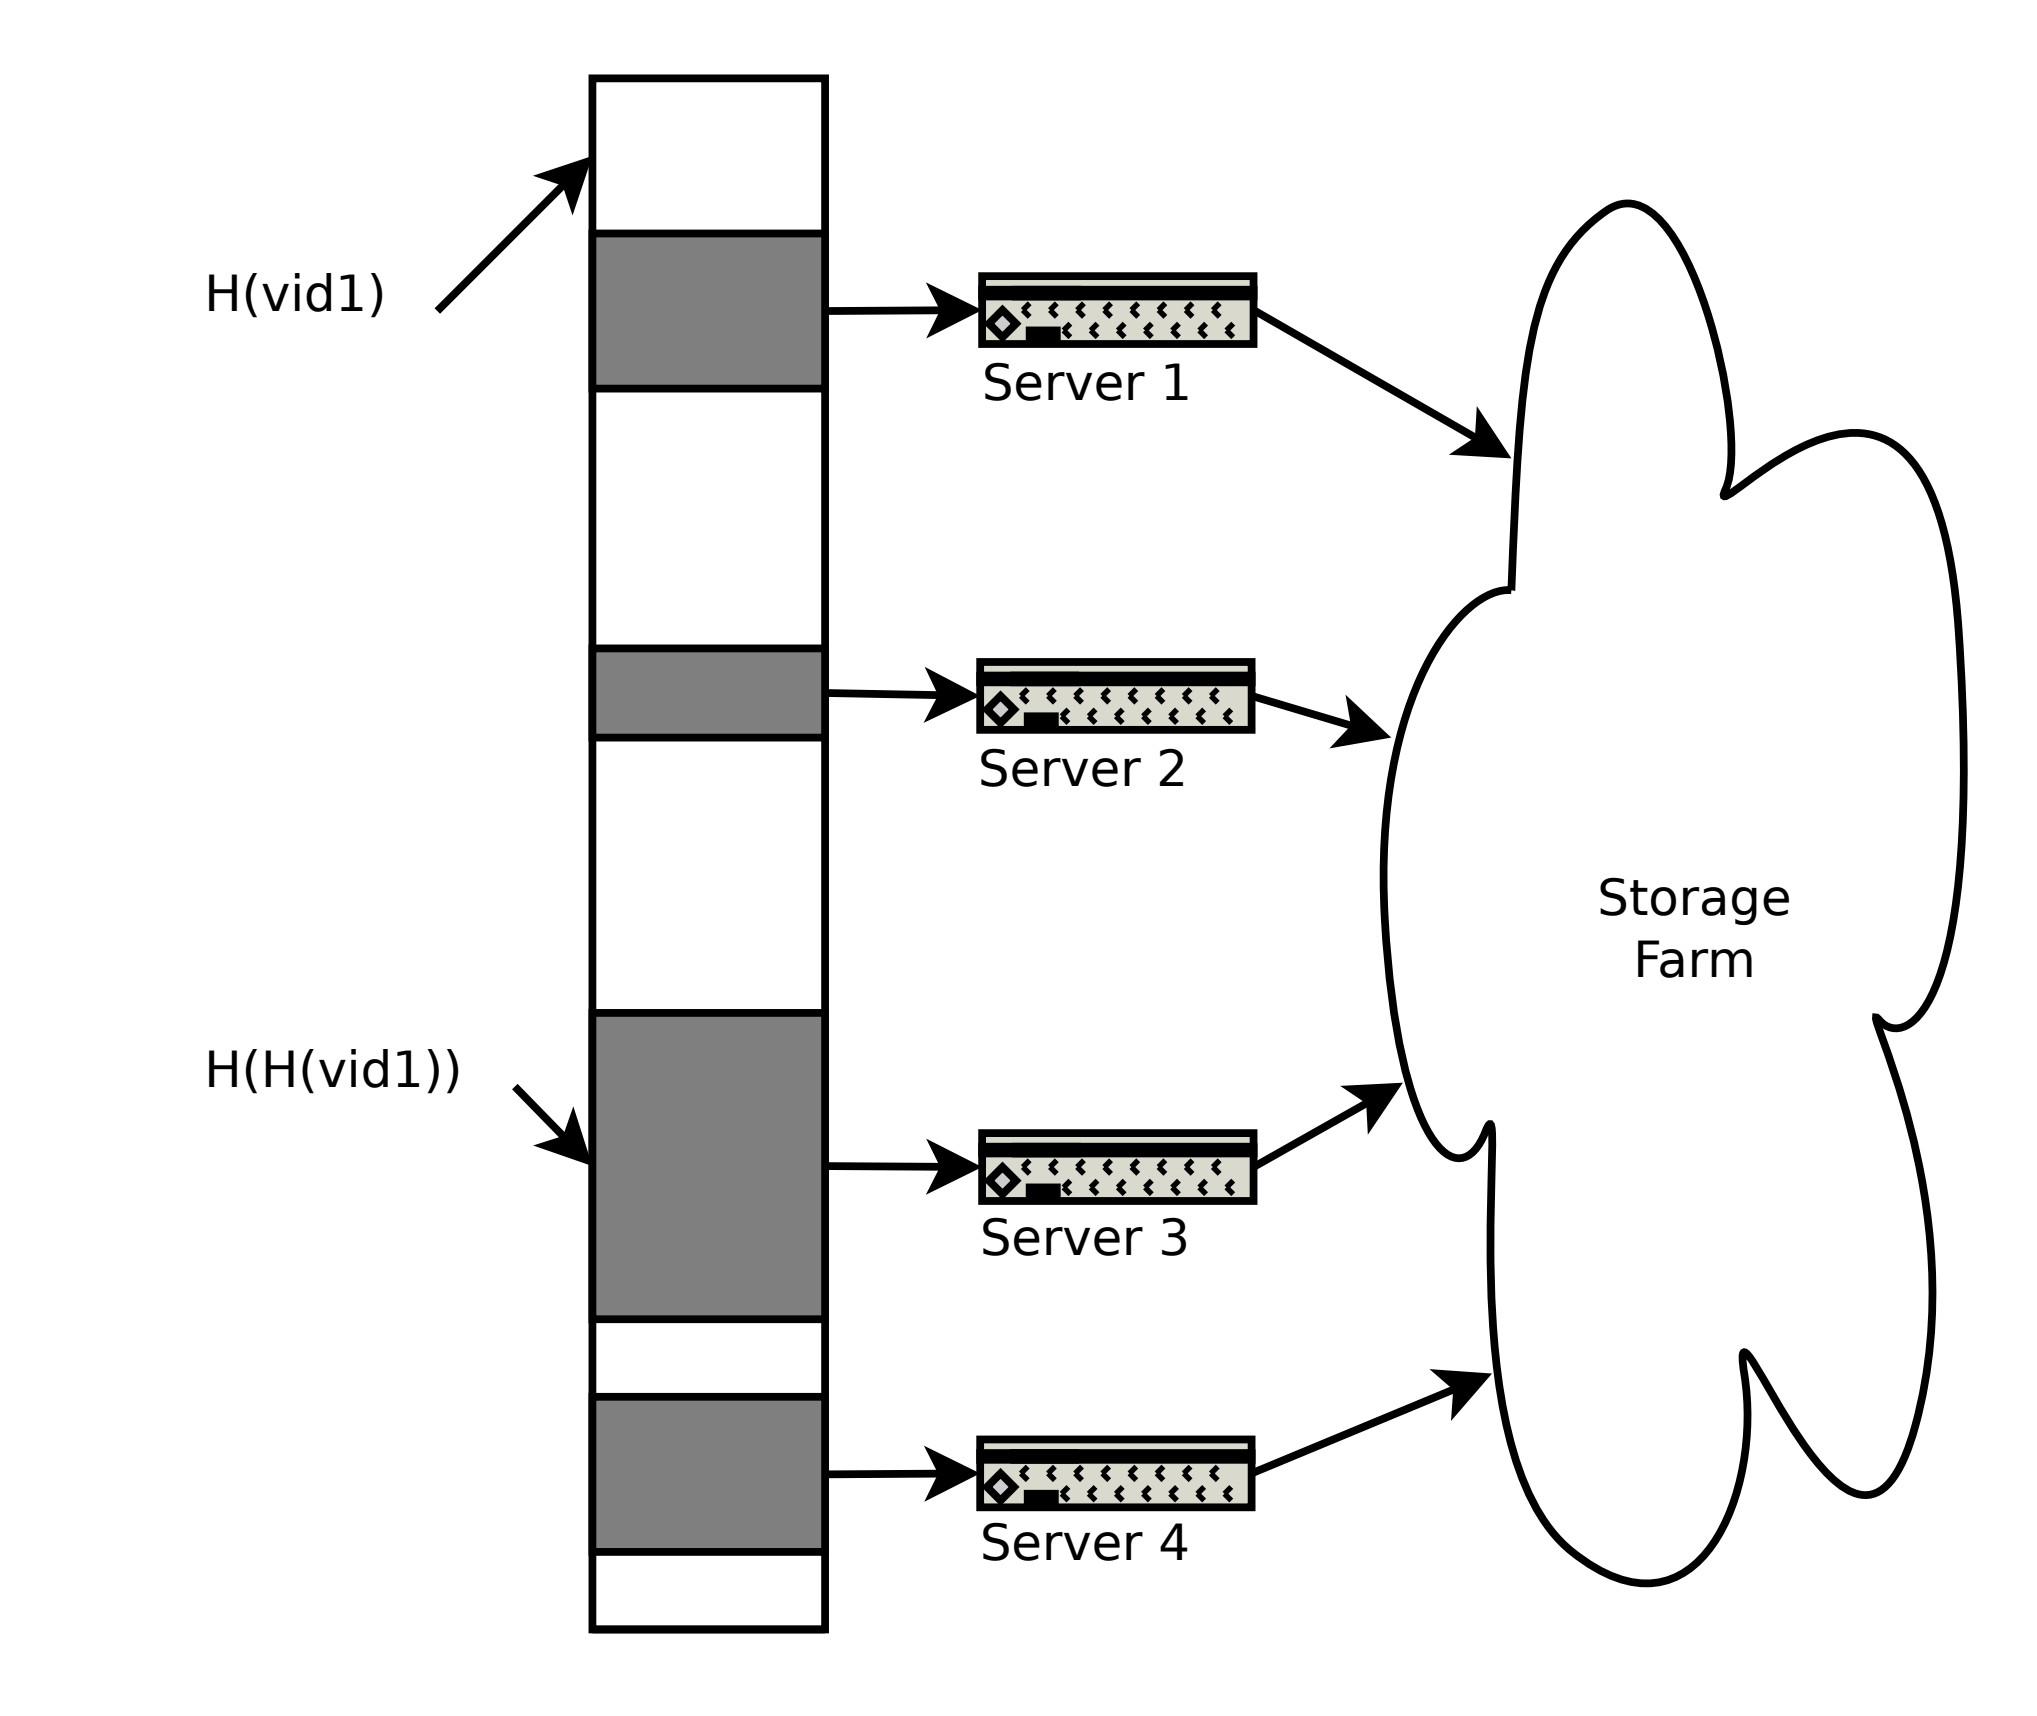 H(vid1)
Server 1
Server 2
Storage
Farm
H(H(vid1))
Server 3
Server 4